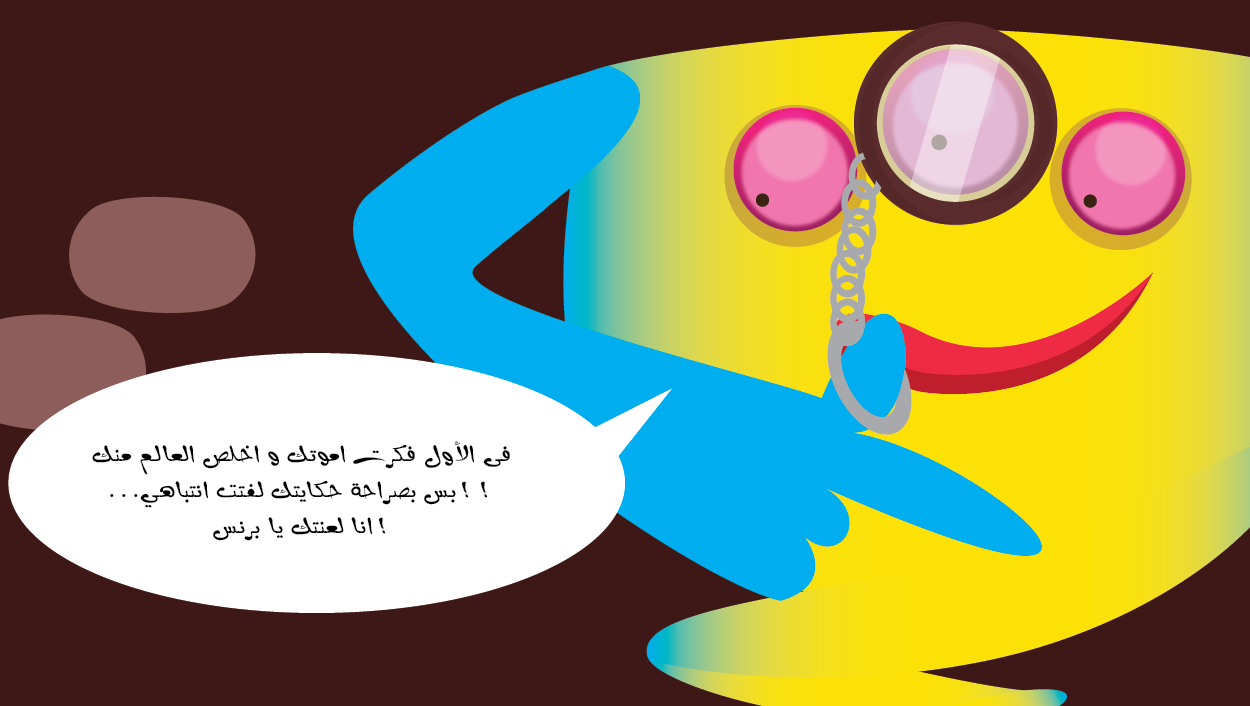 فى الأول فكرت اموتك و اخلص العالم منك
! ! بس بصراحة حكايتك لفتت انتباهي...
! انا لعنتك يا برنس